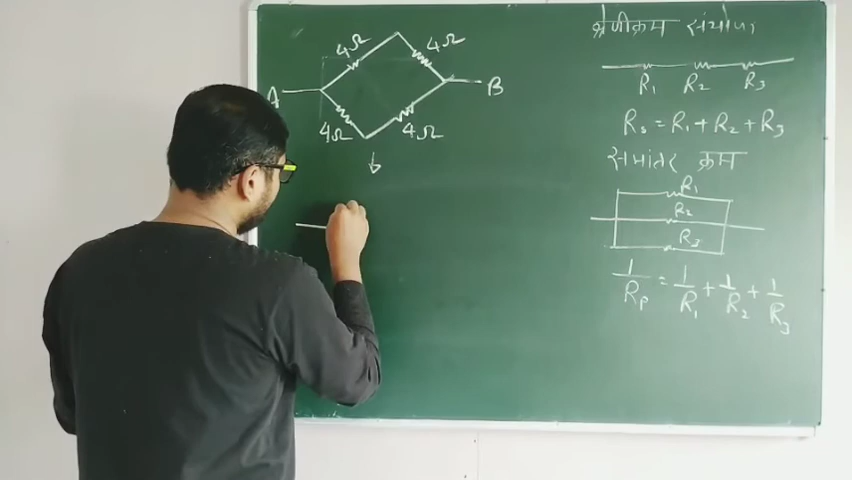 4Ω 4Ω
A B
4Ω 4Ω
श्रेणीक्रम संयोजन
R₁ R₂ R₃
Rₛ = R₁ + R₂ + R₃
समांतर क्रम
R₁
R₂
R₃
1/Rₚ = 1/R₁ + 1/R₂ + 1/R₃